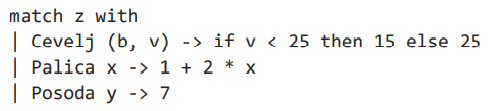 match z with
| Cevelj (b, v) -> if v < 25 then 15 else 25
| Palica x -> 1 + 2 * x
| Posoda y -> 7